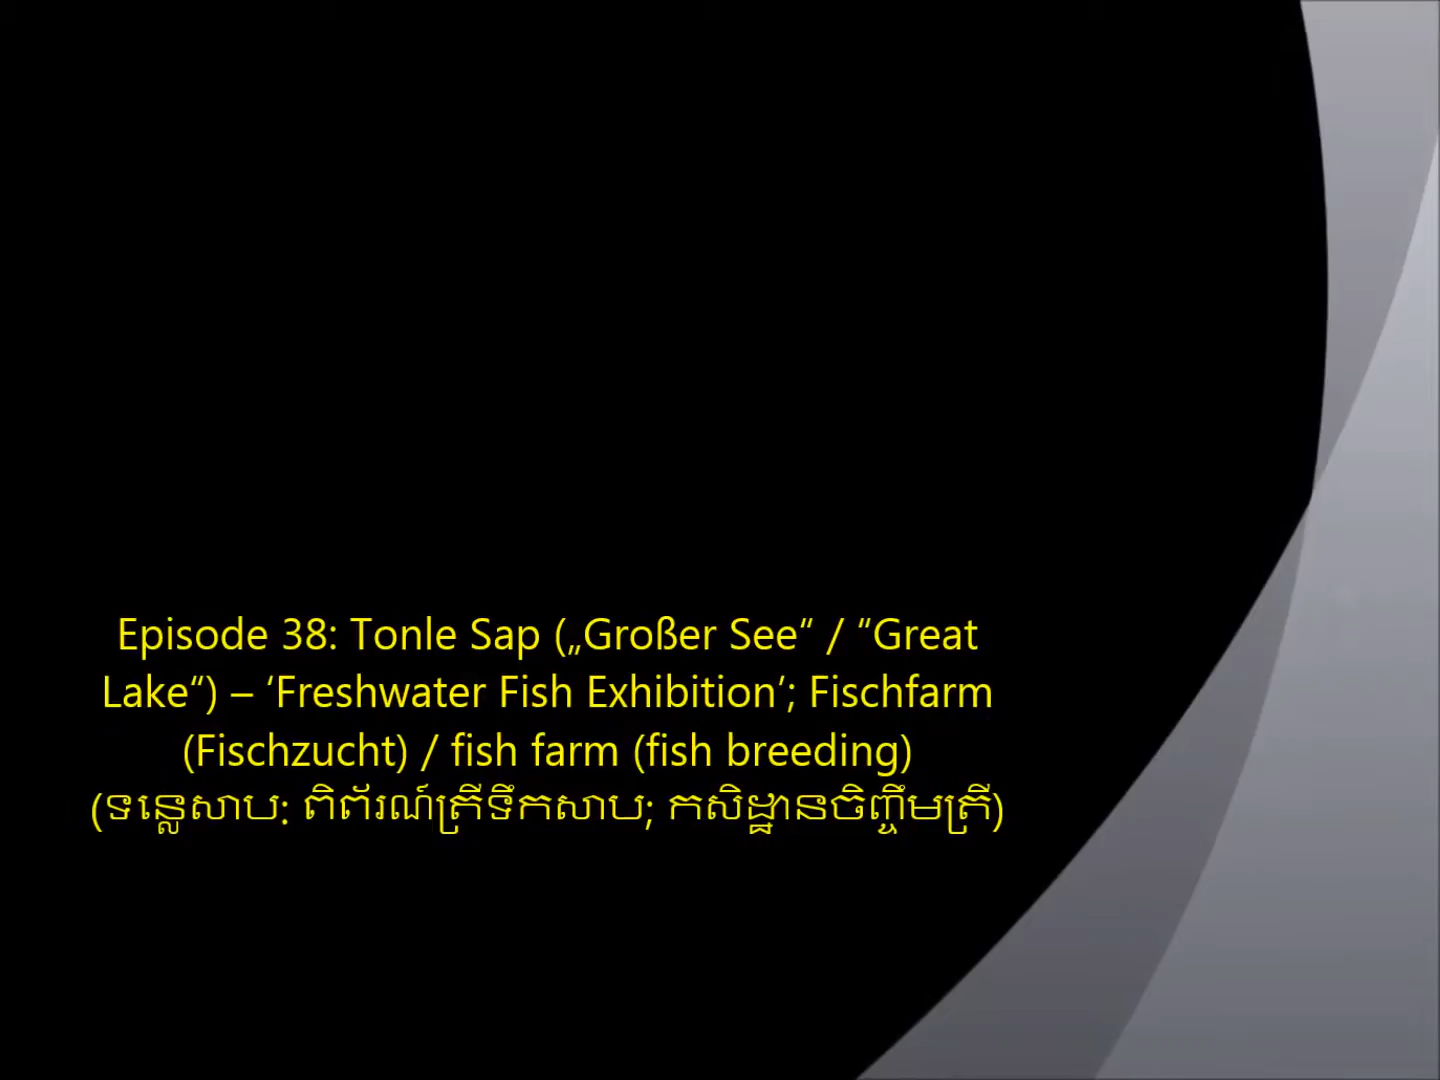 Episode 38: Tonle Sap („Großer See“ / “Great
Lake“) – ‘Freshwater Fish Exhibition’; Fischfarm
(Fischzucht) / fish farm (fish breeding)
(ទន្លេសាប: ពិព័រណ៍ត្រីទឹកសាប; កសិដ្ឋានចិញ្ចឹមត្រី)